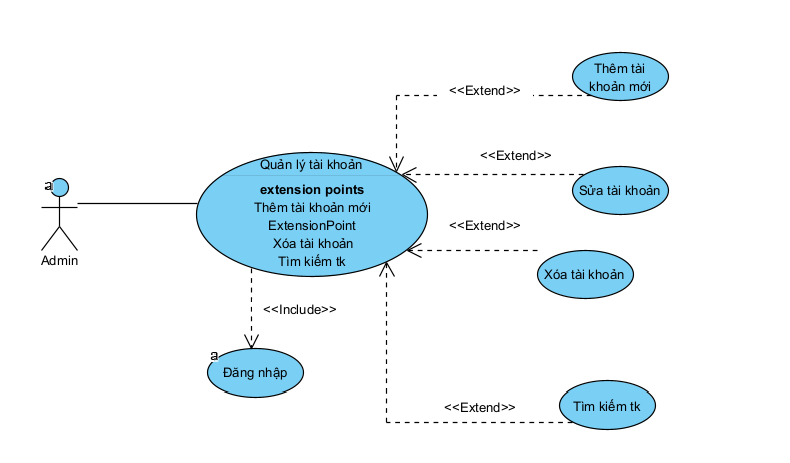 <<Extend>>
Thêm tài
khoản mới
<<Extend>>
Quản lý tài khoản
extension points
Thêm tài khoản mới
ExtensionPoint
Xóa tài khoản
Tìm kiếm tk
a
Sửa tài khoản
<<Extend>>
Admin
Xóa tài khoản
<<Include>>
a
Đăng nhập
<<Extend>>
Tìm kiếm tk